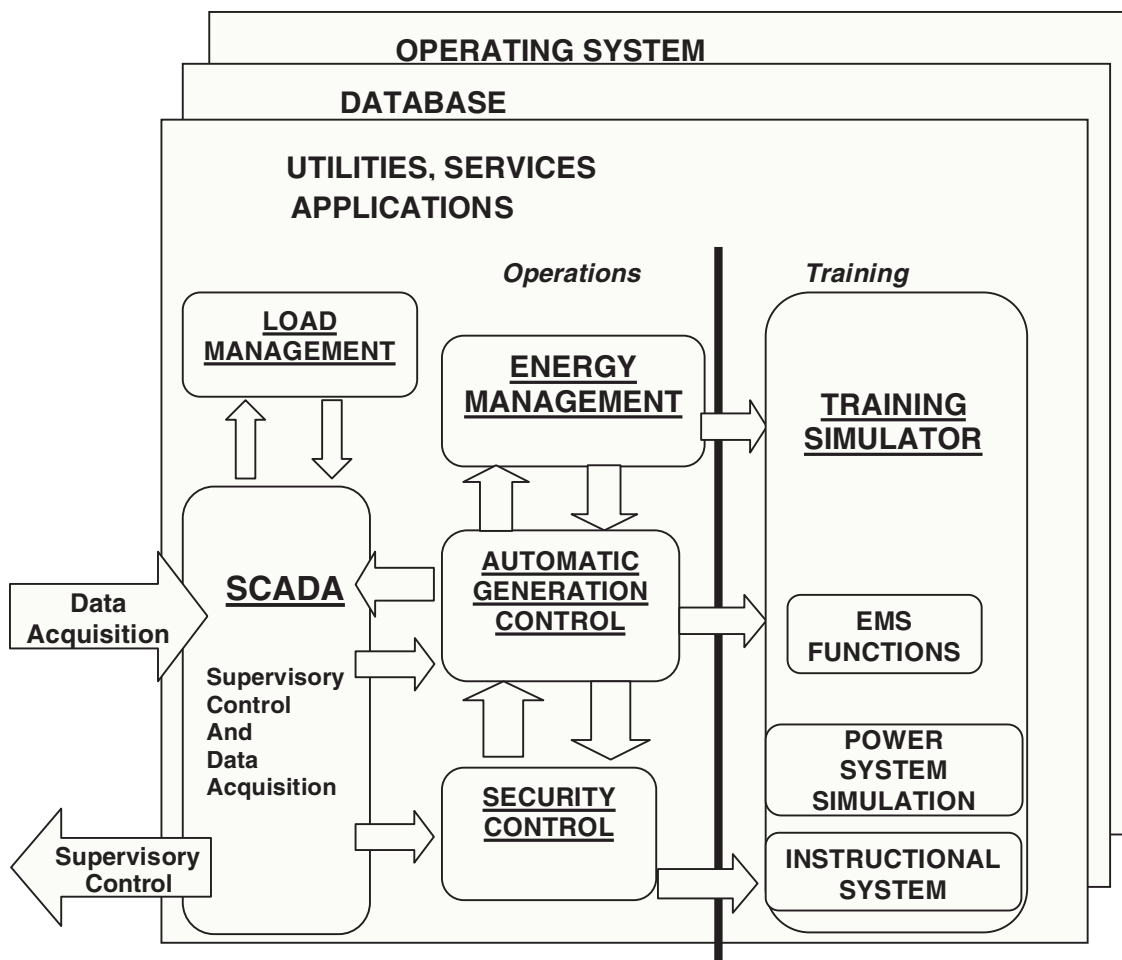 OPERATING SYSTEM
DATABASE
UTILITIES, SERVICES
APPLICATIONS
Operations
Training
LOAD
MANAGEMENT
ENERGY
MANAGEMENT
TRAINING
SIMULATOR
SCADA
Supervisory
Control
And
Data
Acquisition
Data
Acquisition
AUTOMATIC
GENERATION
CONTROL
EMS
FUNCTIONS
POWER
SYSTEM
SIMULATION
SECURITY
CONTROL
Supervisory
Control
INSTRUCTIONAL
SYSTEM